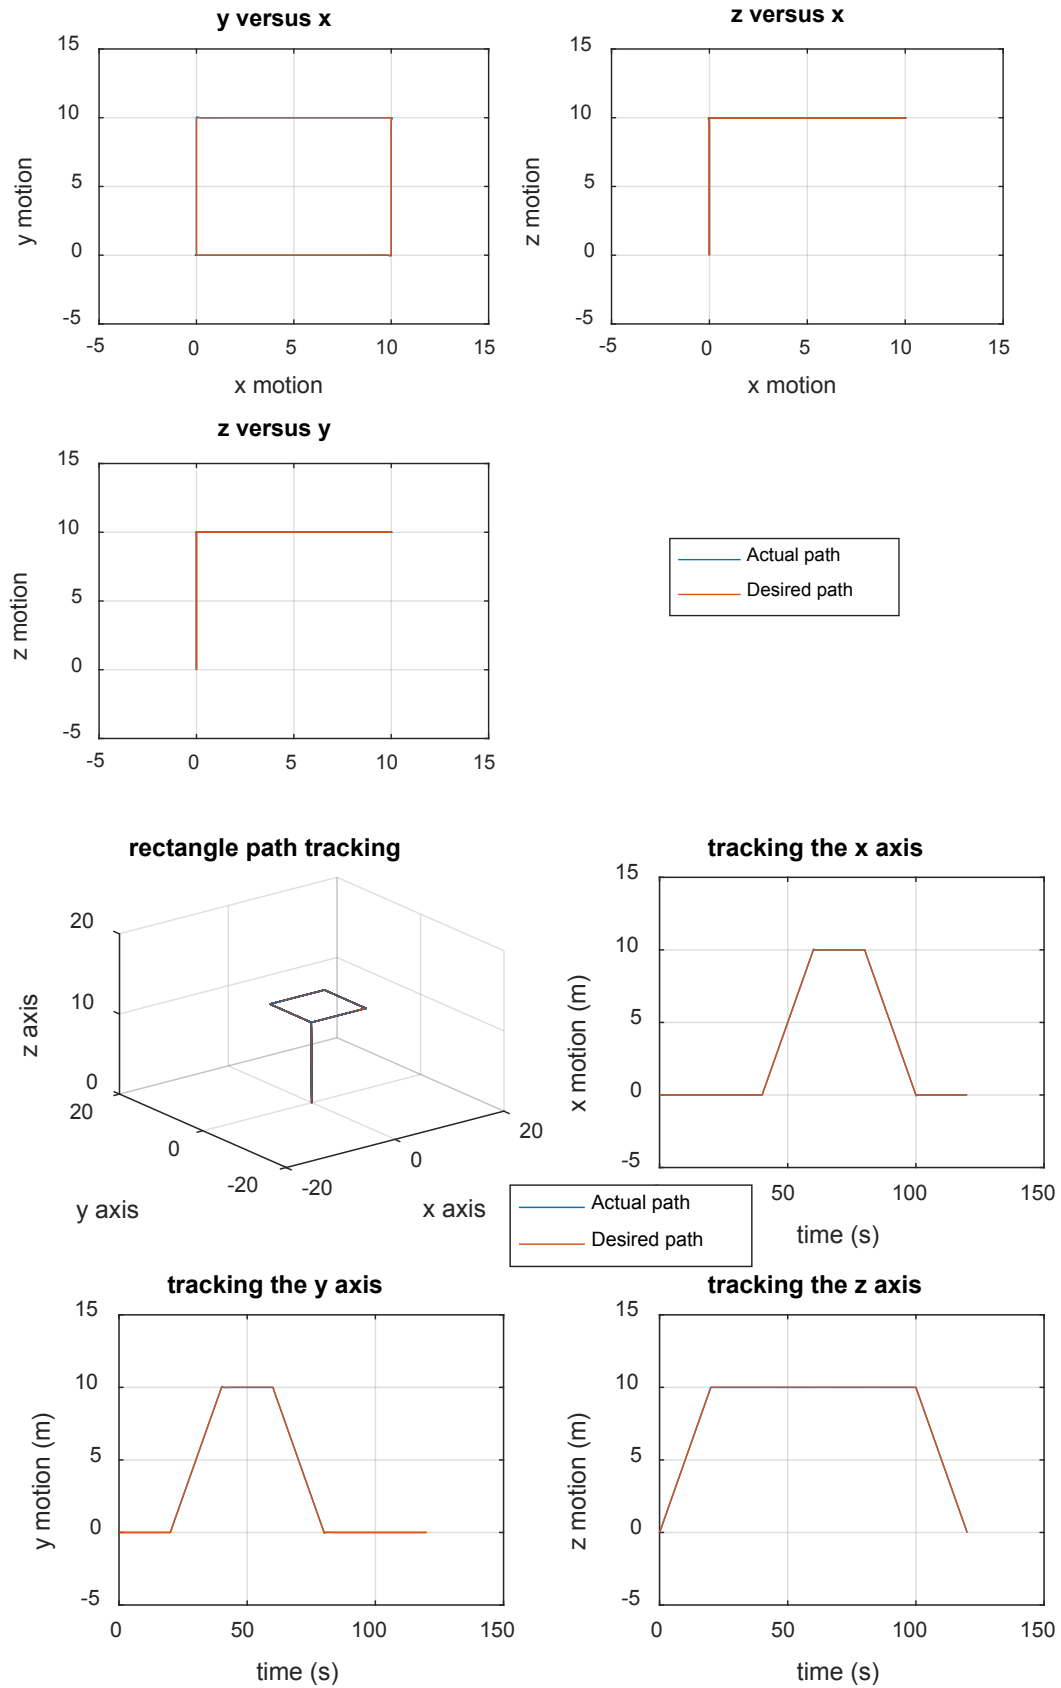 y versus x
15
10
5
0
-5
y motion
-5
0
5
10
15
x motion
z versus x
15
10
5
0
-5
z motion
-5
0
5
10
15
x motion
z versus y
15
10
5
0
-5
z motion
-5
0
5
10
15
Actual path
Desired path
rectangle path tracking
20
10
0
z axis
20
0
-20
y axis
-20
0
20
x axis
tracking the x axis
15
10
5
0
-5
x motion (m)
50
100
150
time (s)
Actual path
Desired path
tracking the y axis
15
10
5
0
-5
y motion (m)
0
50
100
150
time (s)
tracking the z axis
15
10
5
0
-5
z motion (m)
0
50
100
150
time (s)